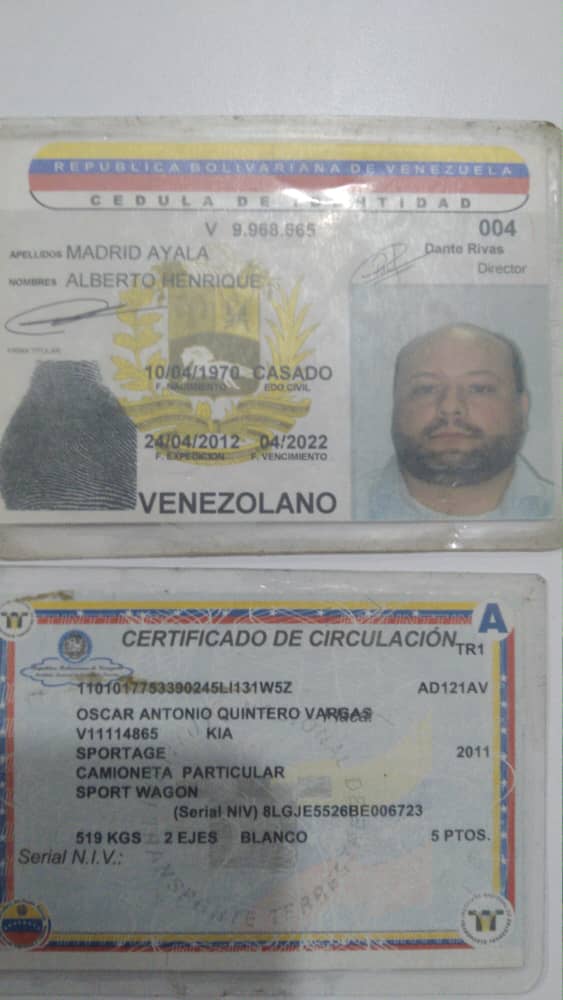 REPUBLICA BOLIVARIANA DE VENEZUELA
CEDULA DE IDENTIDAD
V 9.968.665 004
APELLIDOS MADRID AYALA Dante Rivas
Director
NOMBRES ALBERTO HENRIQUE
FIRMA TITULAR
10/04/1970 CASADO
F. NACIMIENTO EDO CIVIL
24/04/2012 04/2022
F. EXPEDICION F. VENCIMIENTO
VENEZOLANO
A
CERTIFICADO DE CIRCULACIÓN
TR1
1101017753390245LI131W5Z AD121AV
OSCAR ANTONIO QUINTERO VARGAS
Placa:
V11114865 KIA
SPORTAGE 2011
CAMIONETA PARTICULAR
SPORT WAGON
(Serial NIV) 8LGJE5526BE006723
519 KGS 2 EJES BLANCO 5 PTOS.
Serial N.I.V.: